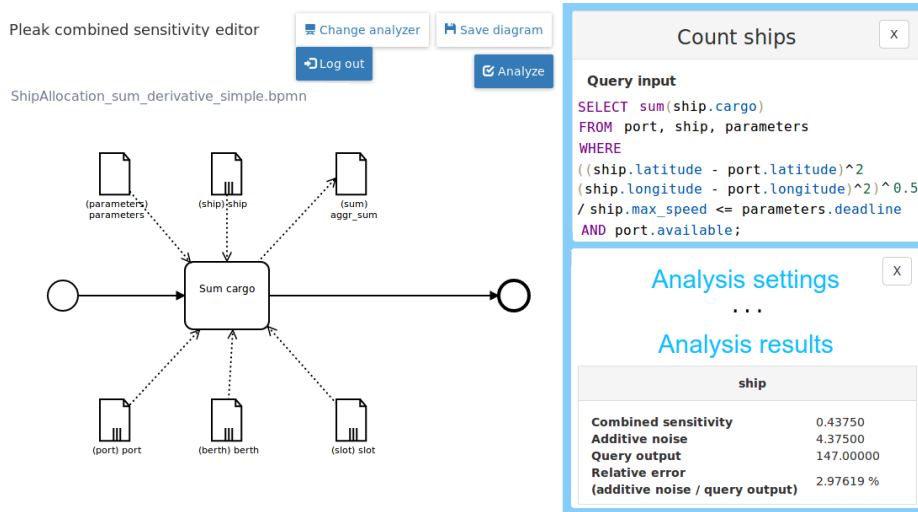 Pleak combined sensitivity editor
Change analyzer
Save diagram
Log out
Analyze
ShipAllocation_sum_derivative_simple.bpmn
(parameters)
parameters
(ship) ship
(sum)
aggr_sum
Sum cargo
(port) port
(berth) berth
(slot) slot
Count ships
X
Query input
SELECT sum(ship.cargo)
FROM port, ship, parameters
WHERE
((ship.latitude - port.latitude)^2
(ship.longitude - port.longitude)^2)^0.5
/ ship.max_speed <= parameters.deadline
AND port.available;
X
Analysis settings
...
Analysis results
ship
Combined sensitivity 0.43750
Additive noise 4.37500
Query output 147.00000
Relative error
(additive noise / query output) 2.97619 %